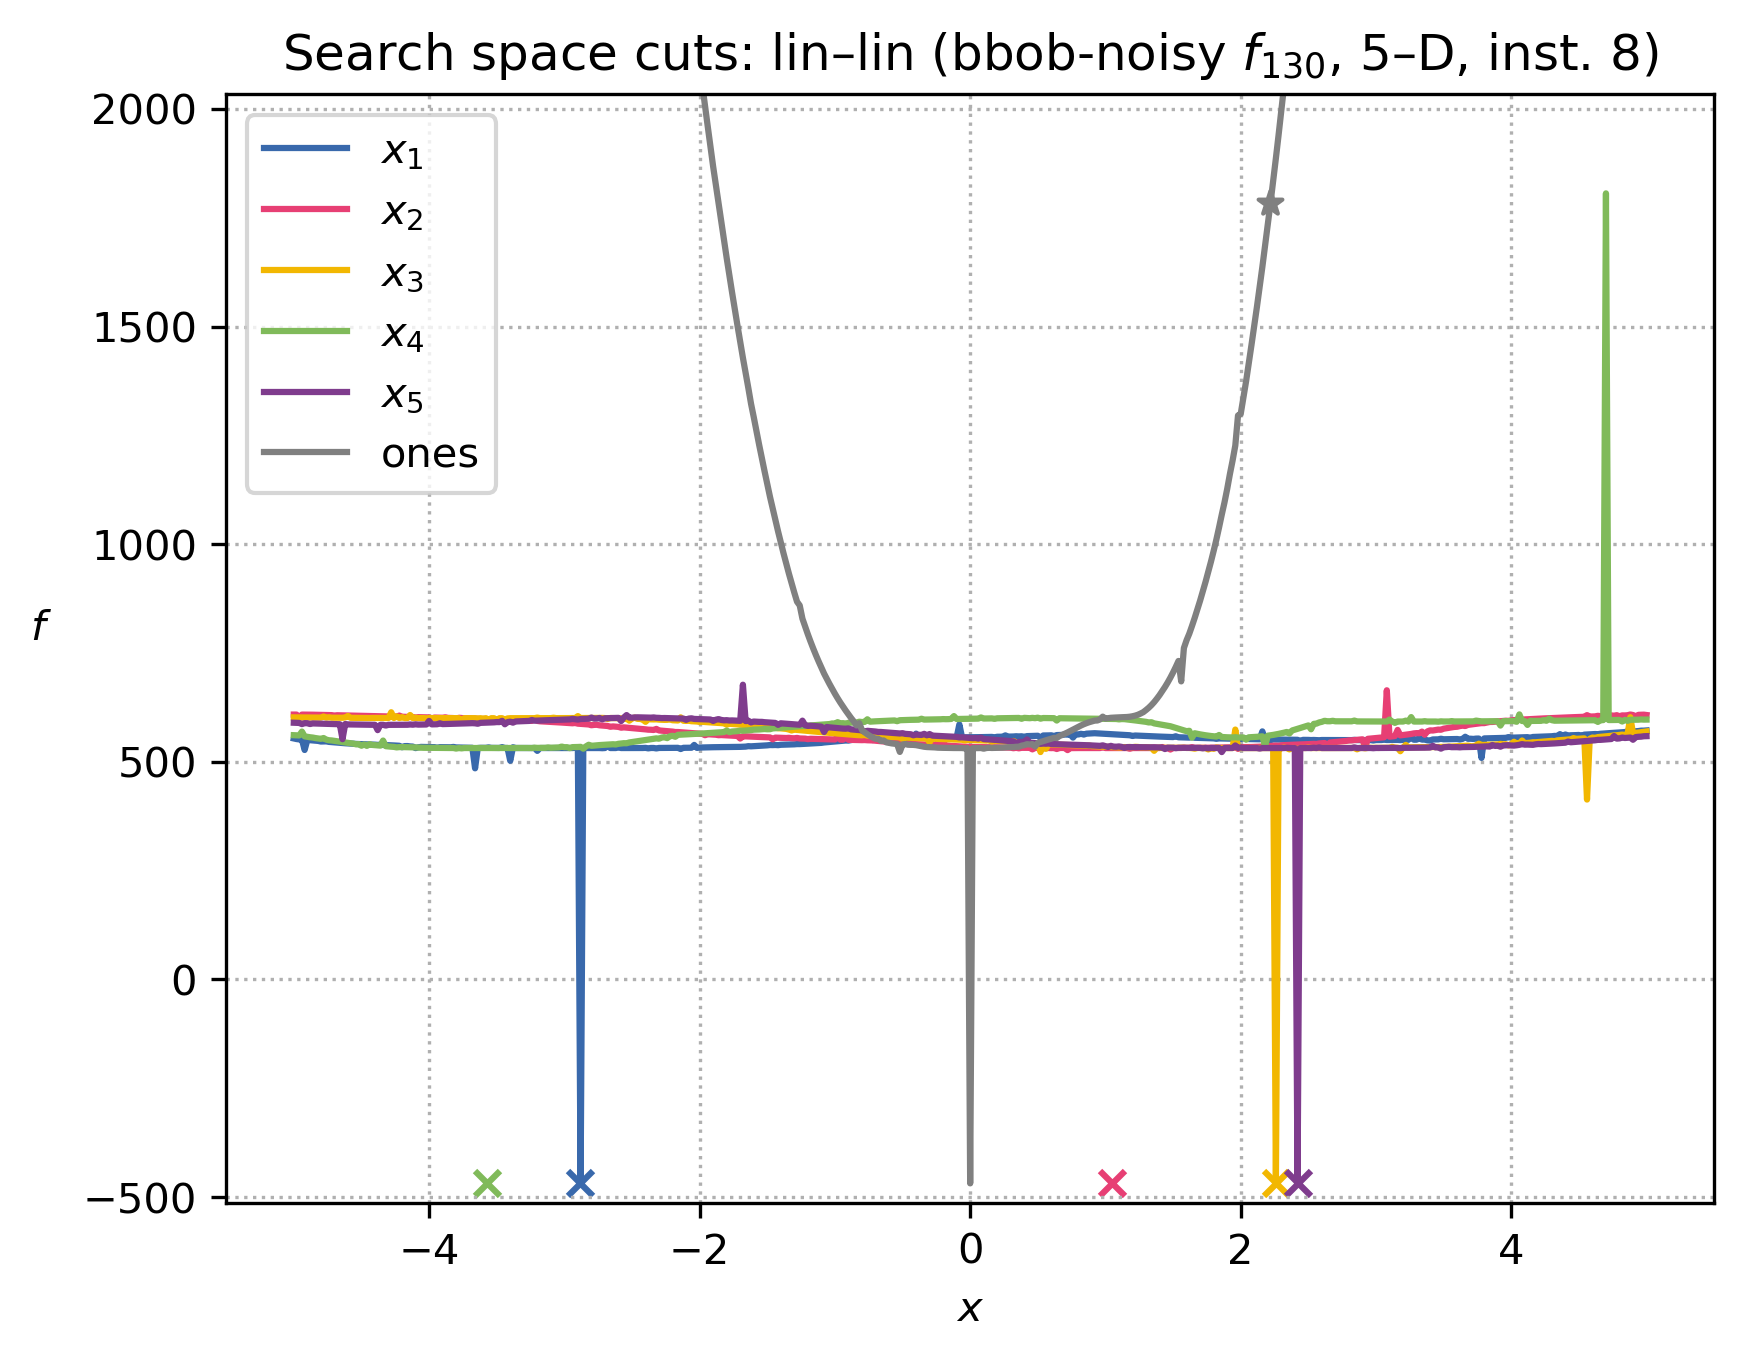 Search space cuts: lin–lin (bbob-noisy f₁₃₀, 5–D, inst. 8)
2000
1500
1000
500
0
−500
f
x₁
x₂
x₃
x₄
x₅
ones
−4
−2
0
2
4
x